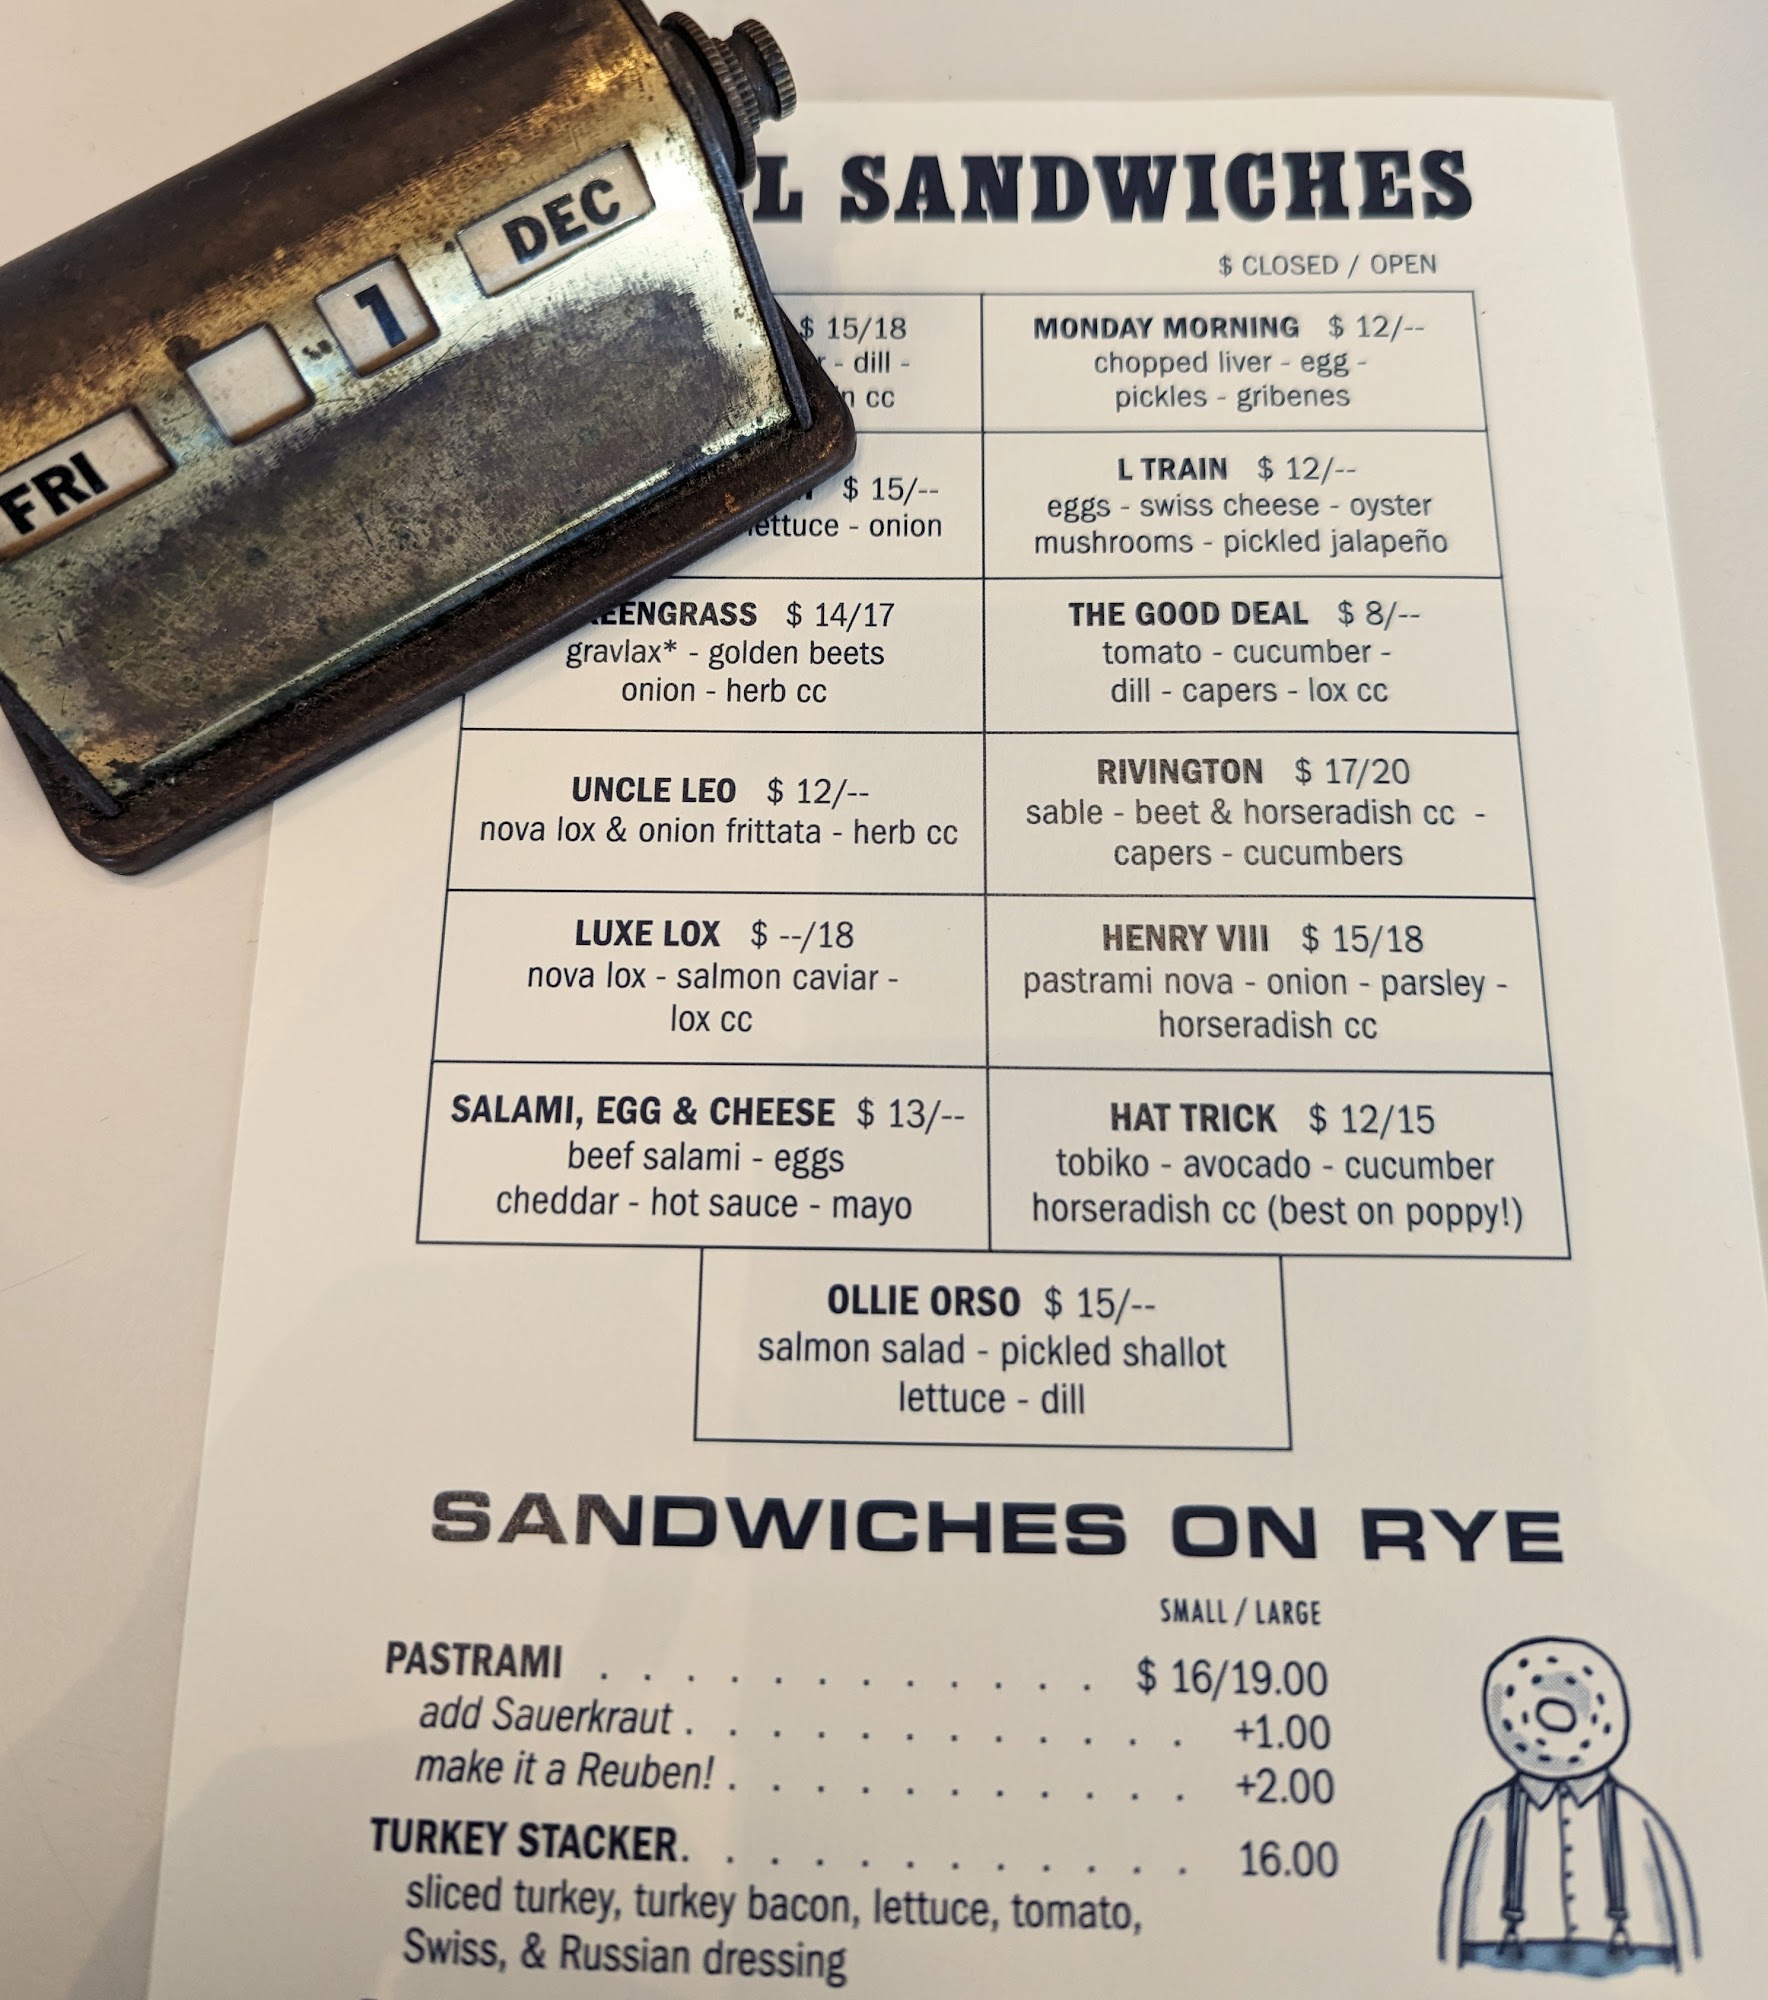 FRI 1 DEC
SANDWICHES
$ CLOSED / OPEN
$ 15/18
- dill -
cc
$ 15/--
lettuce - onion
GREENGRASS $ 14/17
gravlax* - golden beets
onion - herb cc
UNCLE LEO $ 12/--
nova lox & onion frittata - herb cc
LUXE LOX $ --/18
nova lox - salmon caviar -
lox cc
SALAMI, EGG & CHEESE $ 13/--
beef salami - eggs
cheddar - hot sauce - mayo
MONDAY MORNING $ 12/--
chopped liver - egg -
pickles - gribenes
L TRAIN $ 12/--
eggs - swiss cheese - oyster
mushrooms - pickled jalapeño
THE GOOD DEAL $ 8/--
tomato - cucumber -
dill - capers - lox cc
RIVINGTON $ 17/20
sable - beet & horseradish cc -
capers - cucumbers
HENRY VIII $ 15/18
pastrami nova - onion - parsley -
horseradish cc
HAT TRICK $ 12/15
tobiko - avocado - cucumber
horseradish cc (best on poppy!)
OLLIE ORSO $ 15/--
salmon salad - pickled shallot
lettuce - dill
SANDWICHES ON RYE
SMALL / LARGE
PASTRAMI . . . . . . . . . . . . $ 16/19.00
add Sauerkraut . . . . . . . . . . . . +1.00
make it a Reuben! . . . . . . . . . . . +2.00
TURKEY STACKER. . . . . . . . . . . . 16.00
sliced turkey, turkey bacon, lettuce, tomato,
Swiss, & Russian dressing